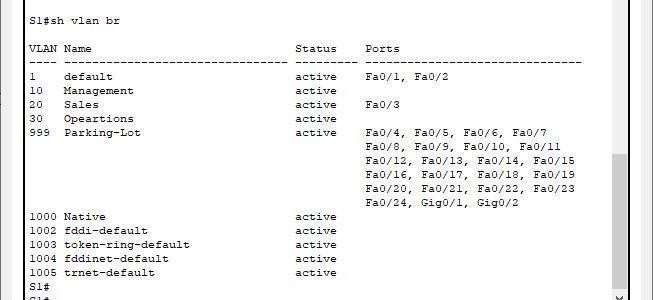 S1#sh vlan br
VLAN Name Status Ports
---- -------------------------------- --------- -------------------------------
1 default active Fa0/1, Fa0/2
10 Management active
20 Sales active Fa0/3
30 Opeartions active
999 Parking-Lot active Fa0/4, Fa0/5, Fa0/6, Fa0/7
Fa0/8, Fa0/9, Fa0/10, Fa0/11
Fa0/12, Fa0/13, Fa0/14, Fa0/15
Fa0/16, Fa0/17, Fa0/18, Fa0/19
Fa0/20, Fa0/21, Fa0/22, Fa0/23
Fa0/24, Gig0/1, Gig0/2
1000 Native active
1002 fddi-default active
1003 token-ring-default active
1004 fddinet-default active
1005 trnet-default active
S1#
S1#